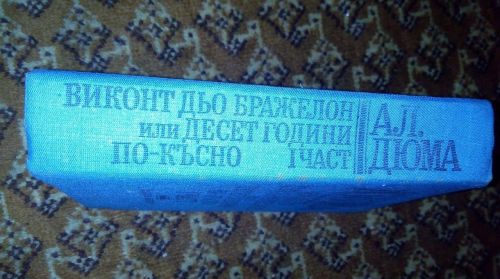 ВИКОНТ ДЬО БРАЖЕЛОН
ИЛИ ДЕСЕТ ГОДИНИ
ПО-КЪСНО I ЧАСТ
АЛ.
ДЮМА